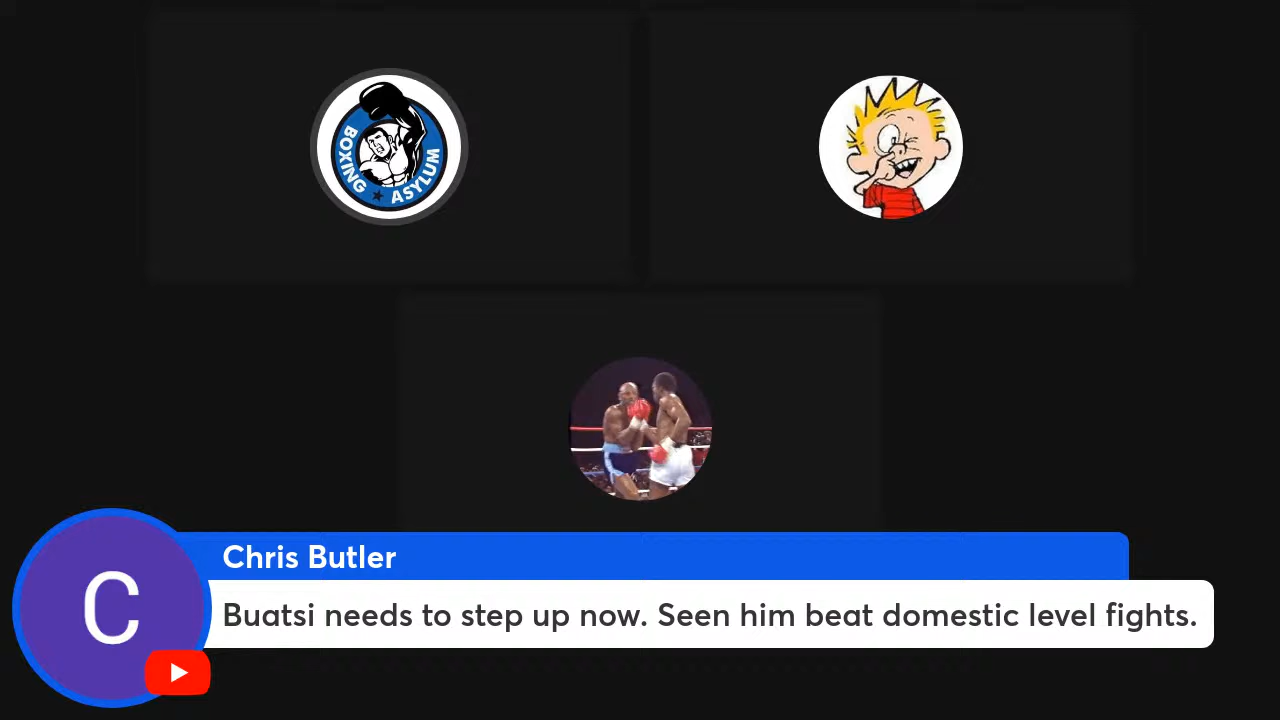 BOXING ASYLUM
C
Chris Butler
Buatsi needs to step up now. Seen him beat domestic level fights.